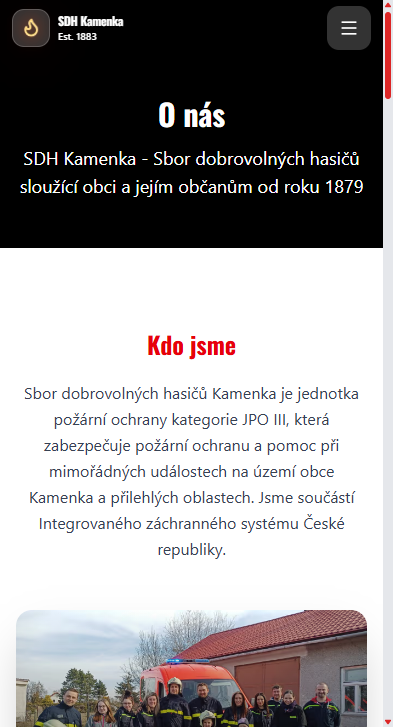 SDH Kamenka
Est. 1883
O nás
SDH Kamenka - Sbor dobrovolných hasičů
sloužící obci a jejím občanům od roku 1879
Kdo jsme
Sbor dobrovolných hasičů Kamenka je jednotka
požární ochrany kategorie JPO III, která
zabezpečuje požární ochranu a pomoc při
mimořádných událostech na území obce
Kamenka a přilehlých oblastech. Jsme součástí
Integrovaného záchranného systému České
republiky.